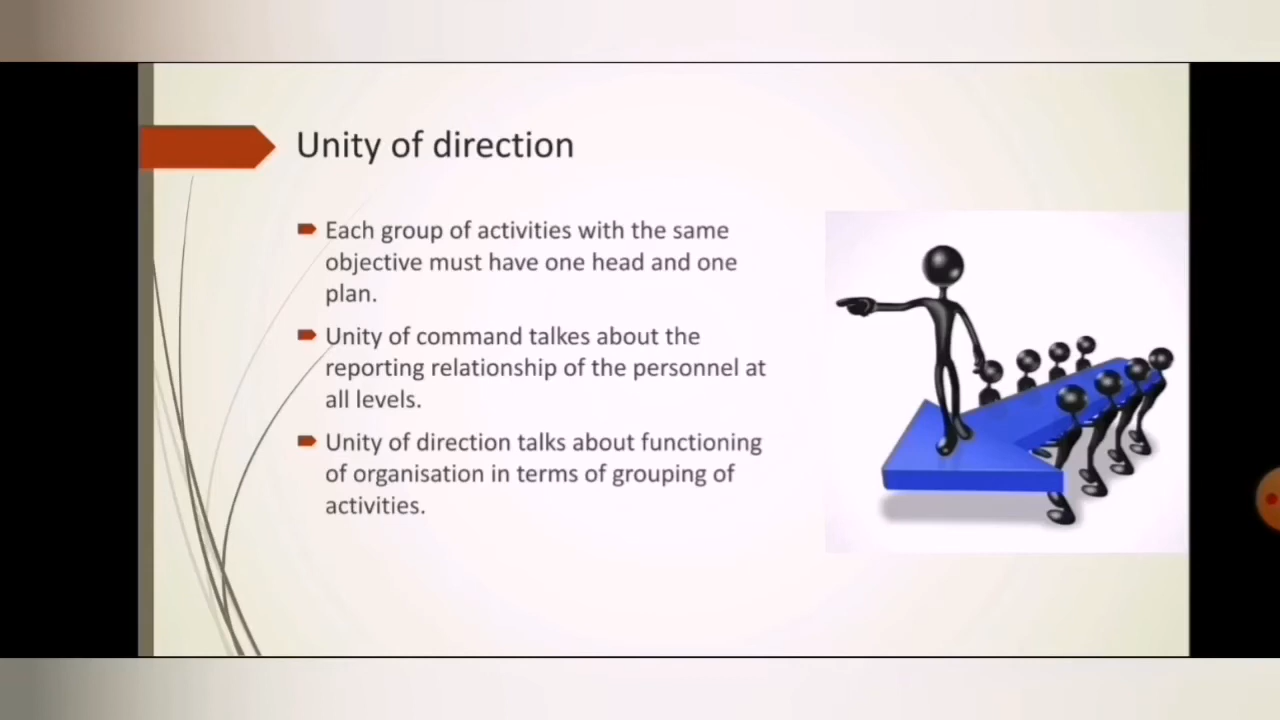 Unity of direction
Each group of activities with the same
objective must have one head and one
plan.
Unity of command talkes about the
reporting relationship of the personnel at
all levels.
Unity of direction talks about functioning
of organisation in terms of grouping of
activities.